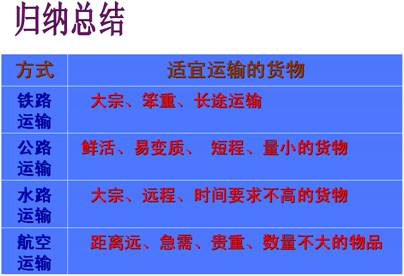 归纳总结
方式 适宜运输的货物
铁路 大宗、笨重、长途运输
运输
公路 鲜活、易变质、 短程、量小的货物
运输
水路 大宗、远程、时间要求不高的货物
运输
航空 距离远、急需、贵重、数量不大的物品
运输